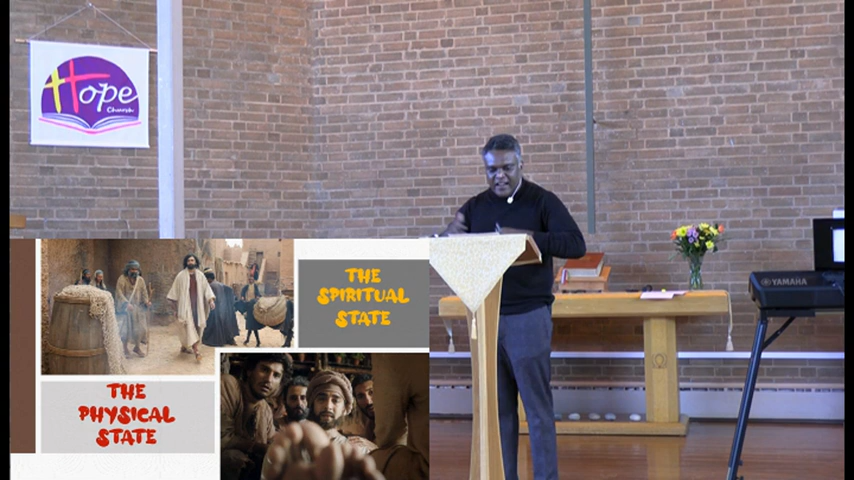 Hope
Church
THE
SPIRITUAL
STATE
THE
PHYSICAL
STATE
YAMAHA